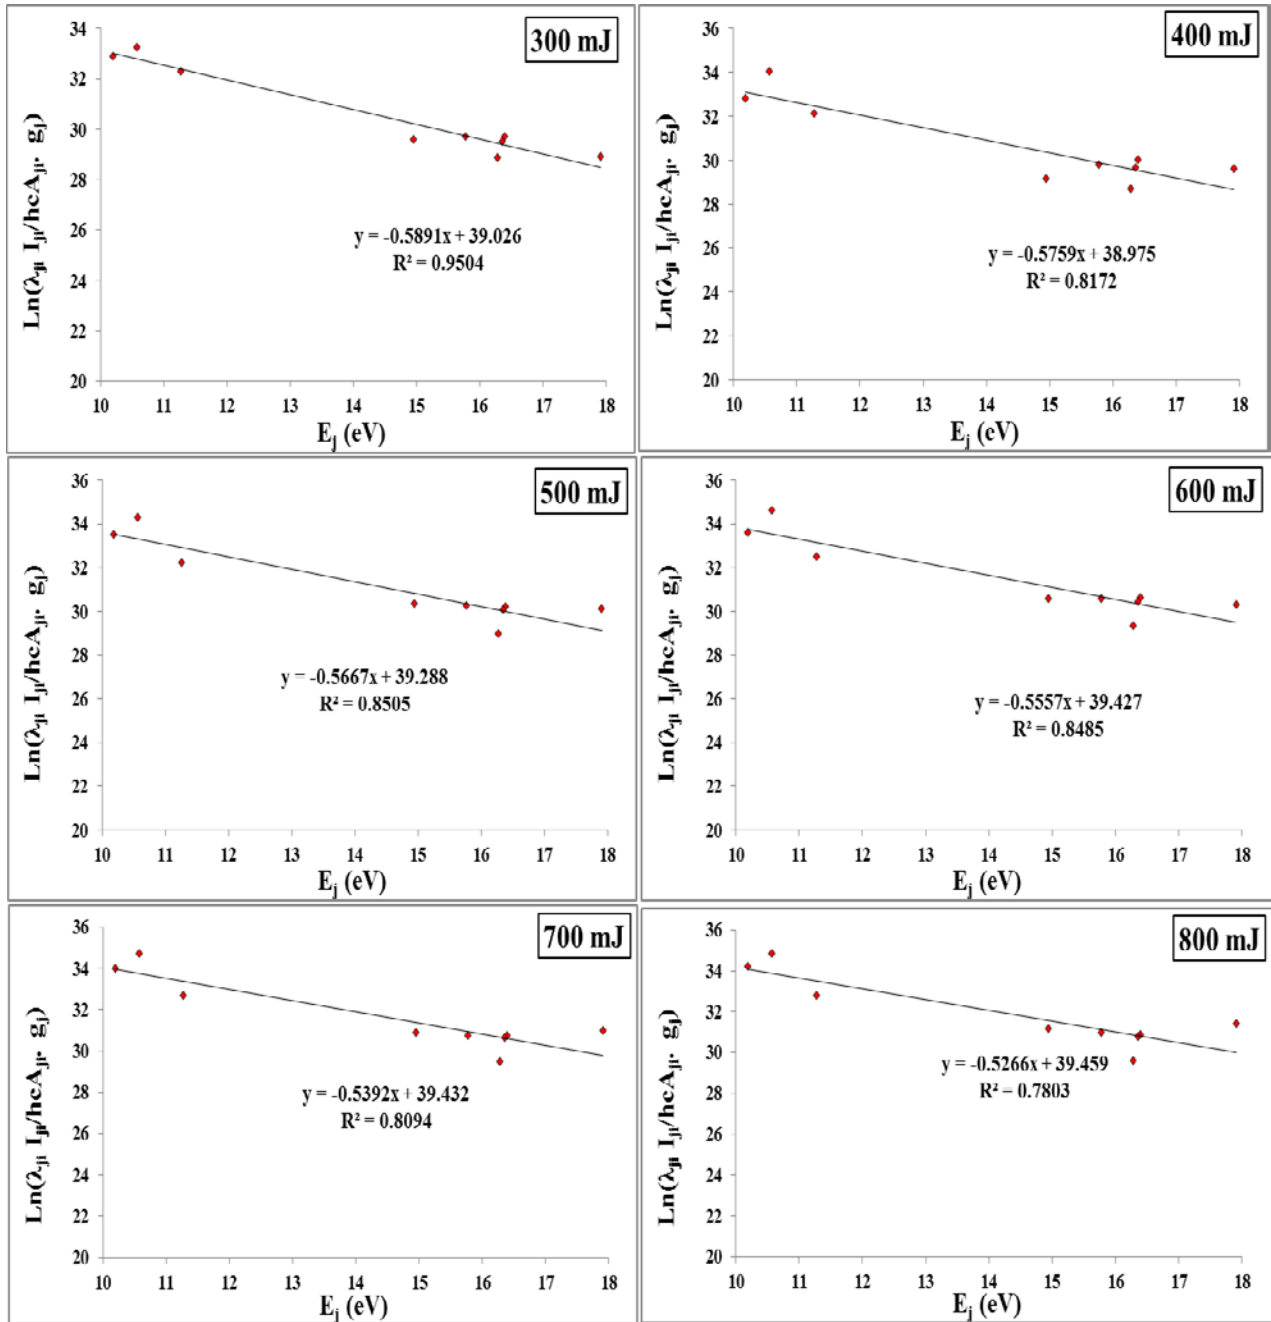 300 mJ
Ln(λji Iji/hcAji. gj)
34
32
30
28
26
24
22
20
y = -0.5891x + 39.026
R² = 0.9504
10 11 12 13 14 15 16 17 18
Ej (eV)
400 mJ
Ln(λji Iji/hcAji. gj)
36
34
32
30
28
26
24
22
20
y = -0.5759x + 38.975
R² = 0.8172
10 11 12 13 14 15 16 17 18
Ej (eV)
500 mJ
Ln(λji Iji/hcAji. gj)
36
34
32
30
28
26
24
22
20
y = -0.5667x + 39.288
R² = 0.8505
10 11 12 13 14 15 16 17 18
Ej (eV)
600 mJ
Ln(λji Iji/hcAji. gj)
36
34
32
30
28
26
24
22
20
y = -0.5557x + 39.427
R² = 0.8485
10 11 12 13 14 15 16 17 18
Ej (eV)
700 mJ
Ln(λji Iji/hcAji. gj)
36
34
32
30
28
26
24
22
20
y = -0.5392x + 39.432
R² = 0.8094
10 11 12 13 14 15 16 17 18
Ej (eV)
800 mJ
Ln(λji Iji/hcAji. gj)
36
34
32
30
28
26
24
22
20
y = -0.5266x + 39.459
R² = 0.7803
10 11 12 13 14 15 16 17 18
Ej (eV)